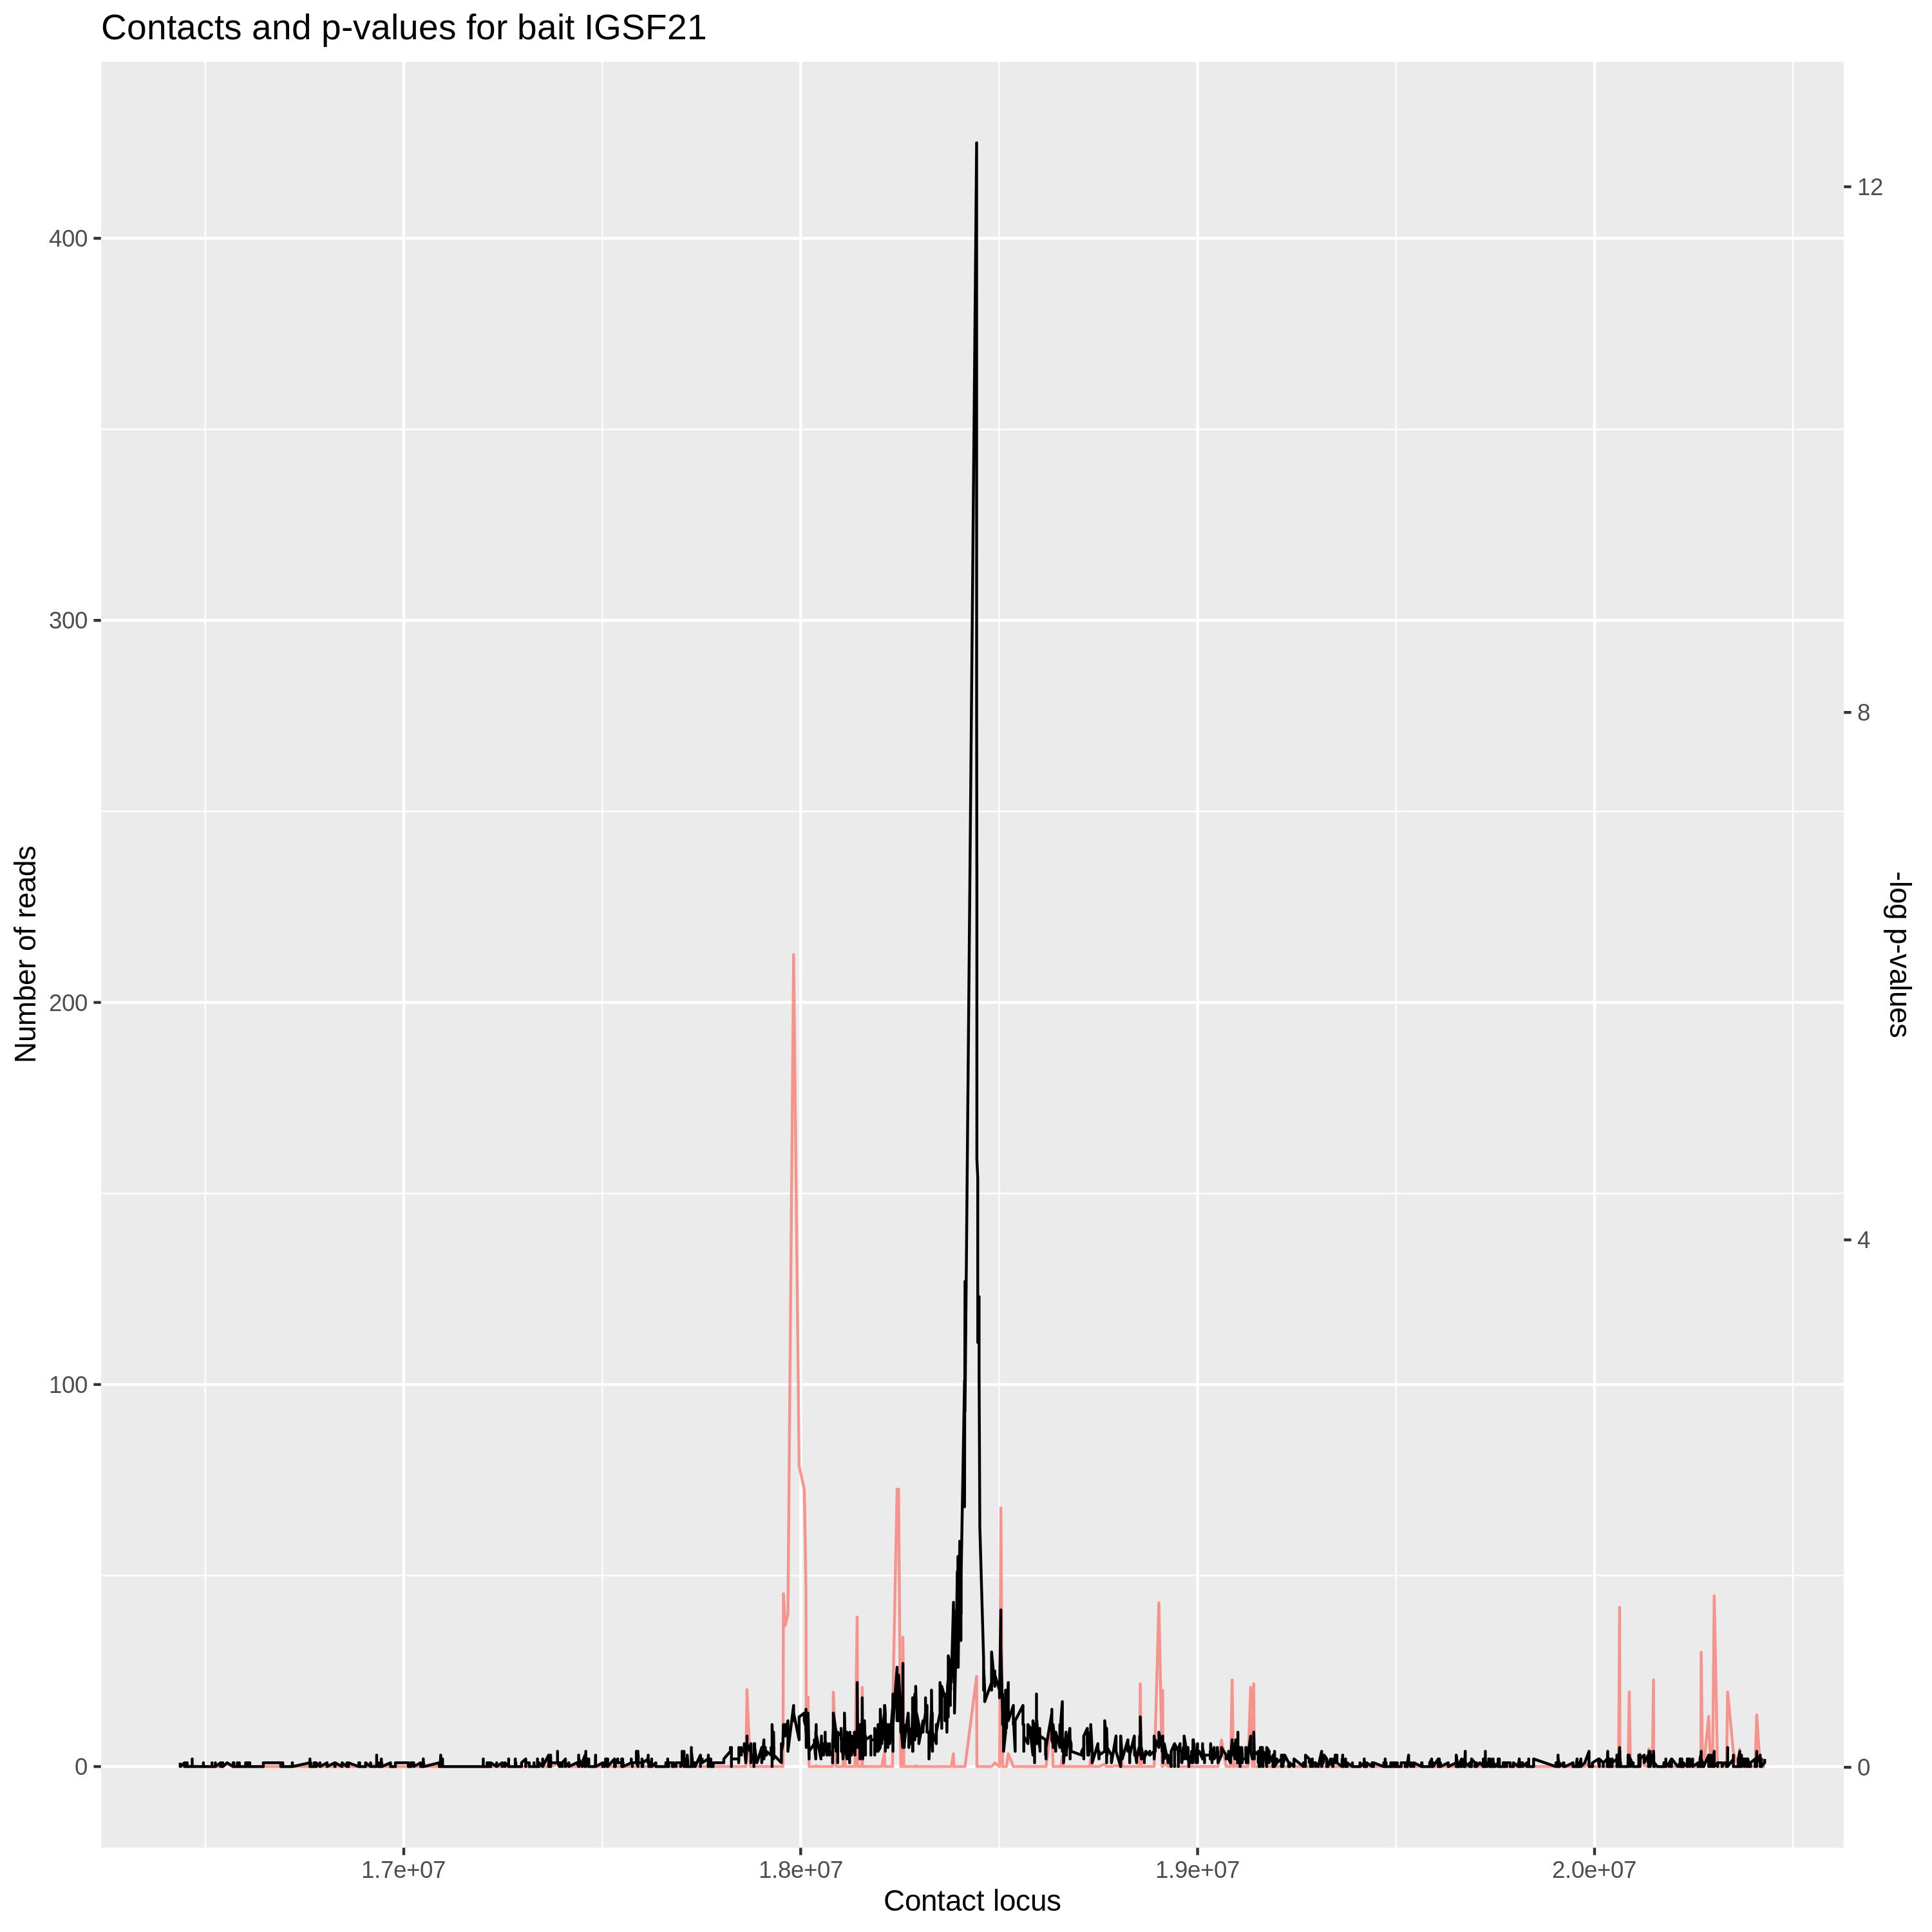 Contacts and p-values for bait IGSF21
Number of reads
400
300
200
100
0
12
8
4
0
-log p-values
1.7e+07 1.8e+07 1.9e+07 2.0e+07
Contact locus